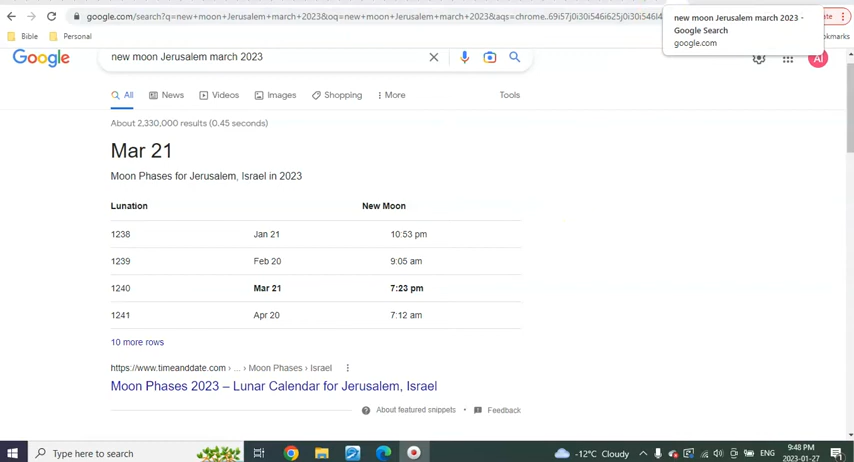 google.com/search?q=new+moon+Jerusalem+march+2023&oq=new+moon+Jerusalem+march+2023&aqs=chrome..69i57j0i30i546i625j0i30i546l4
new moon Jerusalem march 2023 -
Google Search
google.com
Bible
Personal
Google
new moon Jerusalem march 2023
AI
All
News
Videos
Images
Shopping
More
Tools
About 2,330,000 results (0.45 seconds)
Mar 21
Moon Phases for Jerusalem, Israel in 2023
Lunation New Moon
1238 Jan 21 10:53 pm
1239 Feb 20 9:05 am
1240 Mar 21 7:23 pm
1241 Apr 20 7:12 am
10 more rows
https://www.timeanddate.com › ... › Moon Phases › Israel
Moon Phases 2023 – Lunar Calendar for Jerusalem, Israel
About featured snippets • Feedback
Type here to search
-12°C Cloudy
ENG
9:48 PM
2023-01-27